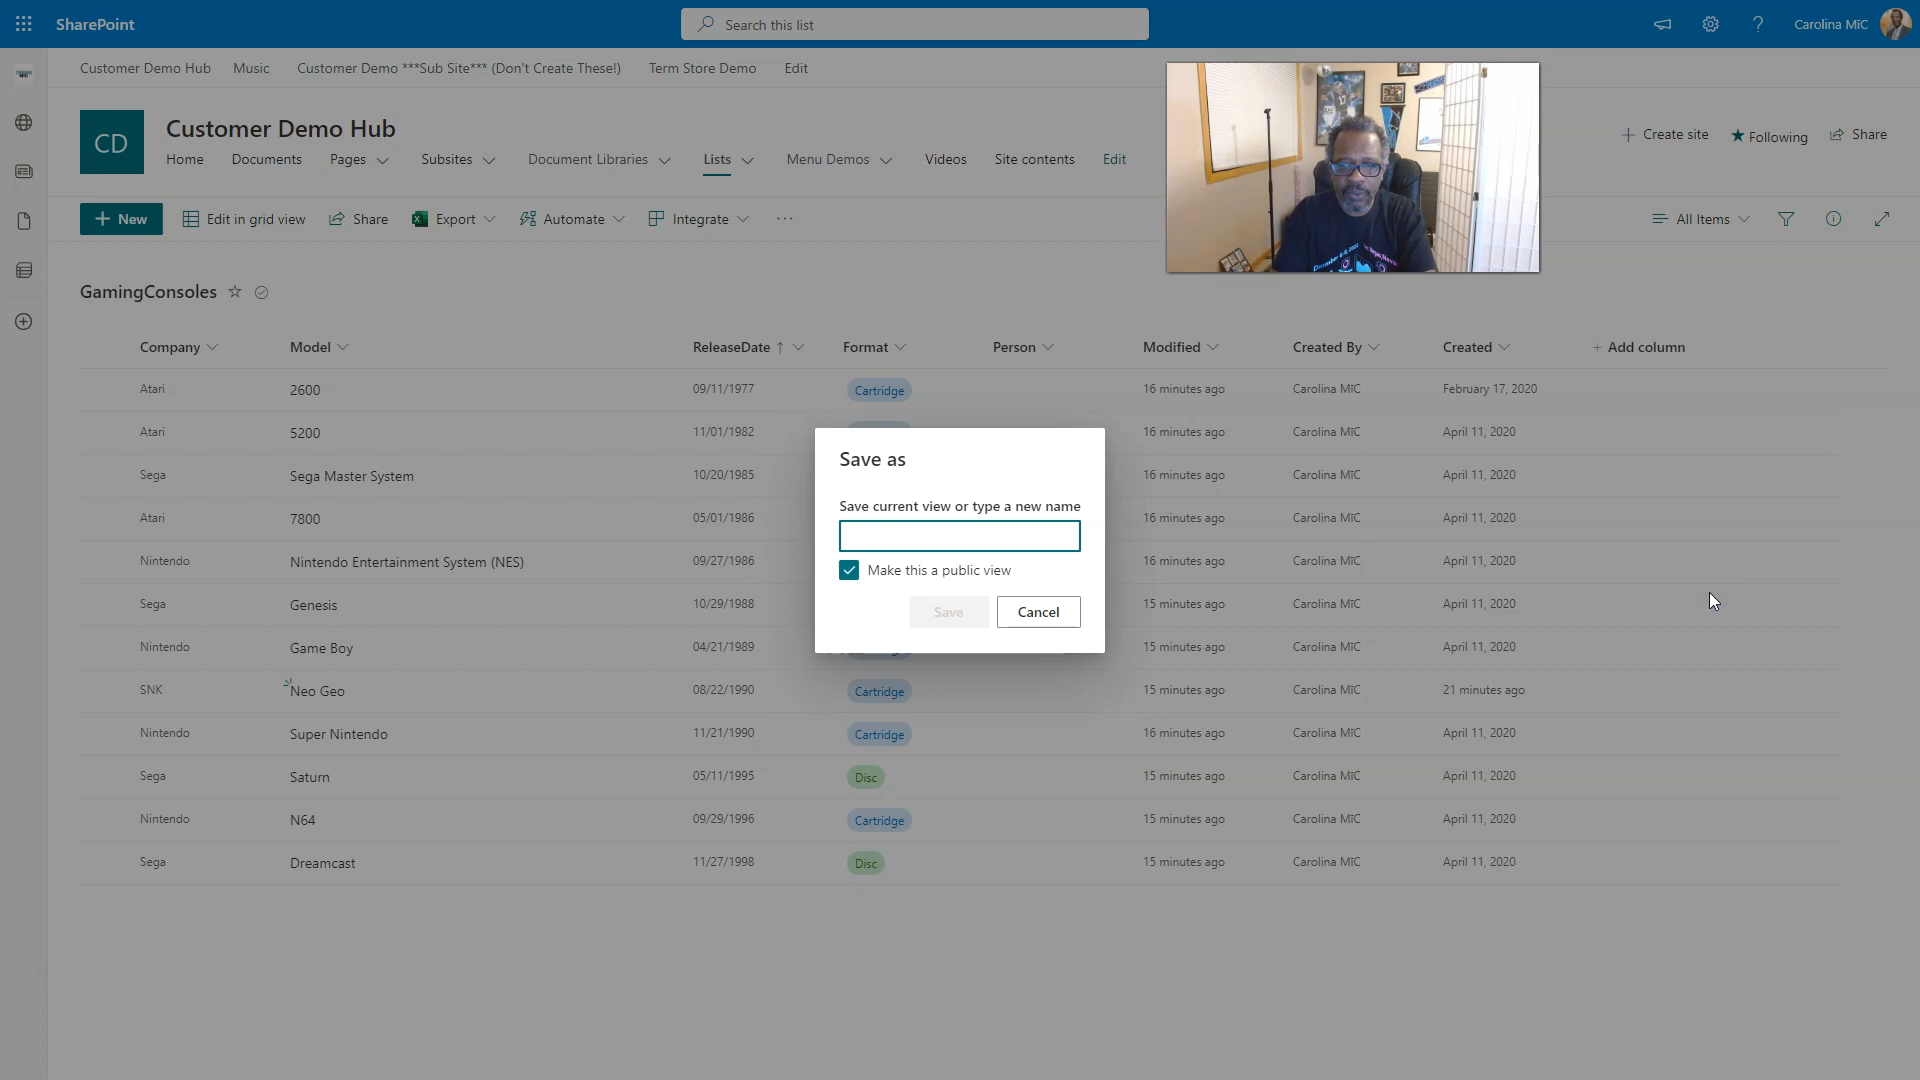 SharePoint
Search this list
Carolina MiC
Customer Demo Hub Music Customer Demo ***Sub Site*** (Don't Create These!) Term Store Demo Edit
CD
Customer Demo Hub
Home Documents Pages Subsites Document Libraries Lists Menu Demos Videos Site contents Edit
Create site Following Share
New Edit in grid view Share Export Automate Integrate ... All Items
GamingConsoles
Company Model ReleaseDate Format Person Modified Created By Created Add column
Atari 2600 09/11/1977 Cartridge 16 minutes ago Carolina MiC February 17, 2020
Atari 5200 11/01/1982 16 minutes ago Carolina MiC April 11, 2020
Sega Sega Master System 10/20/1985 16 minutes ago Carolina MiC April 11, 2020
Atari 7800 05/01/1986 16 minutes ago Carolina MiC April 11, 2020
Nintendo Nintendo Entertainment System (NES) 09/27/1986 16 minutes ago Carolina MiC April 11, 2020
Sega Genesis 10/29/1988 15 minutes ago Carolina MiC April 11, 2020
Nintendo Game Boy 04/21/1989 15 minutes ago Carolina MiC April 11, 2020
SNK Neo Geo 08/22/1990 Cartridge 15 minutes ago Carolina MiC 21 minutes ago
Nintendo Super Nintendo 11/21/1990 Cartridge 16 minutes ago Carolina MiC April 11, 2020
Sega Saturn 05/11/1995 Disc 15 minutes ago Carolina MiC April 11, 2020
Nintendo N64 09/29/1996 Cartridge 15 minutes ago Carolina MiC April 11, 2020
Sega Dreamcast 11/27/1998 Disc 15 minutes ago Carolina MiC April 11, 2020
Save as
Save current view or type a new name
Make this a public view
Save Cancel